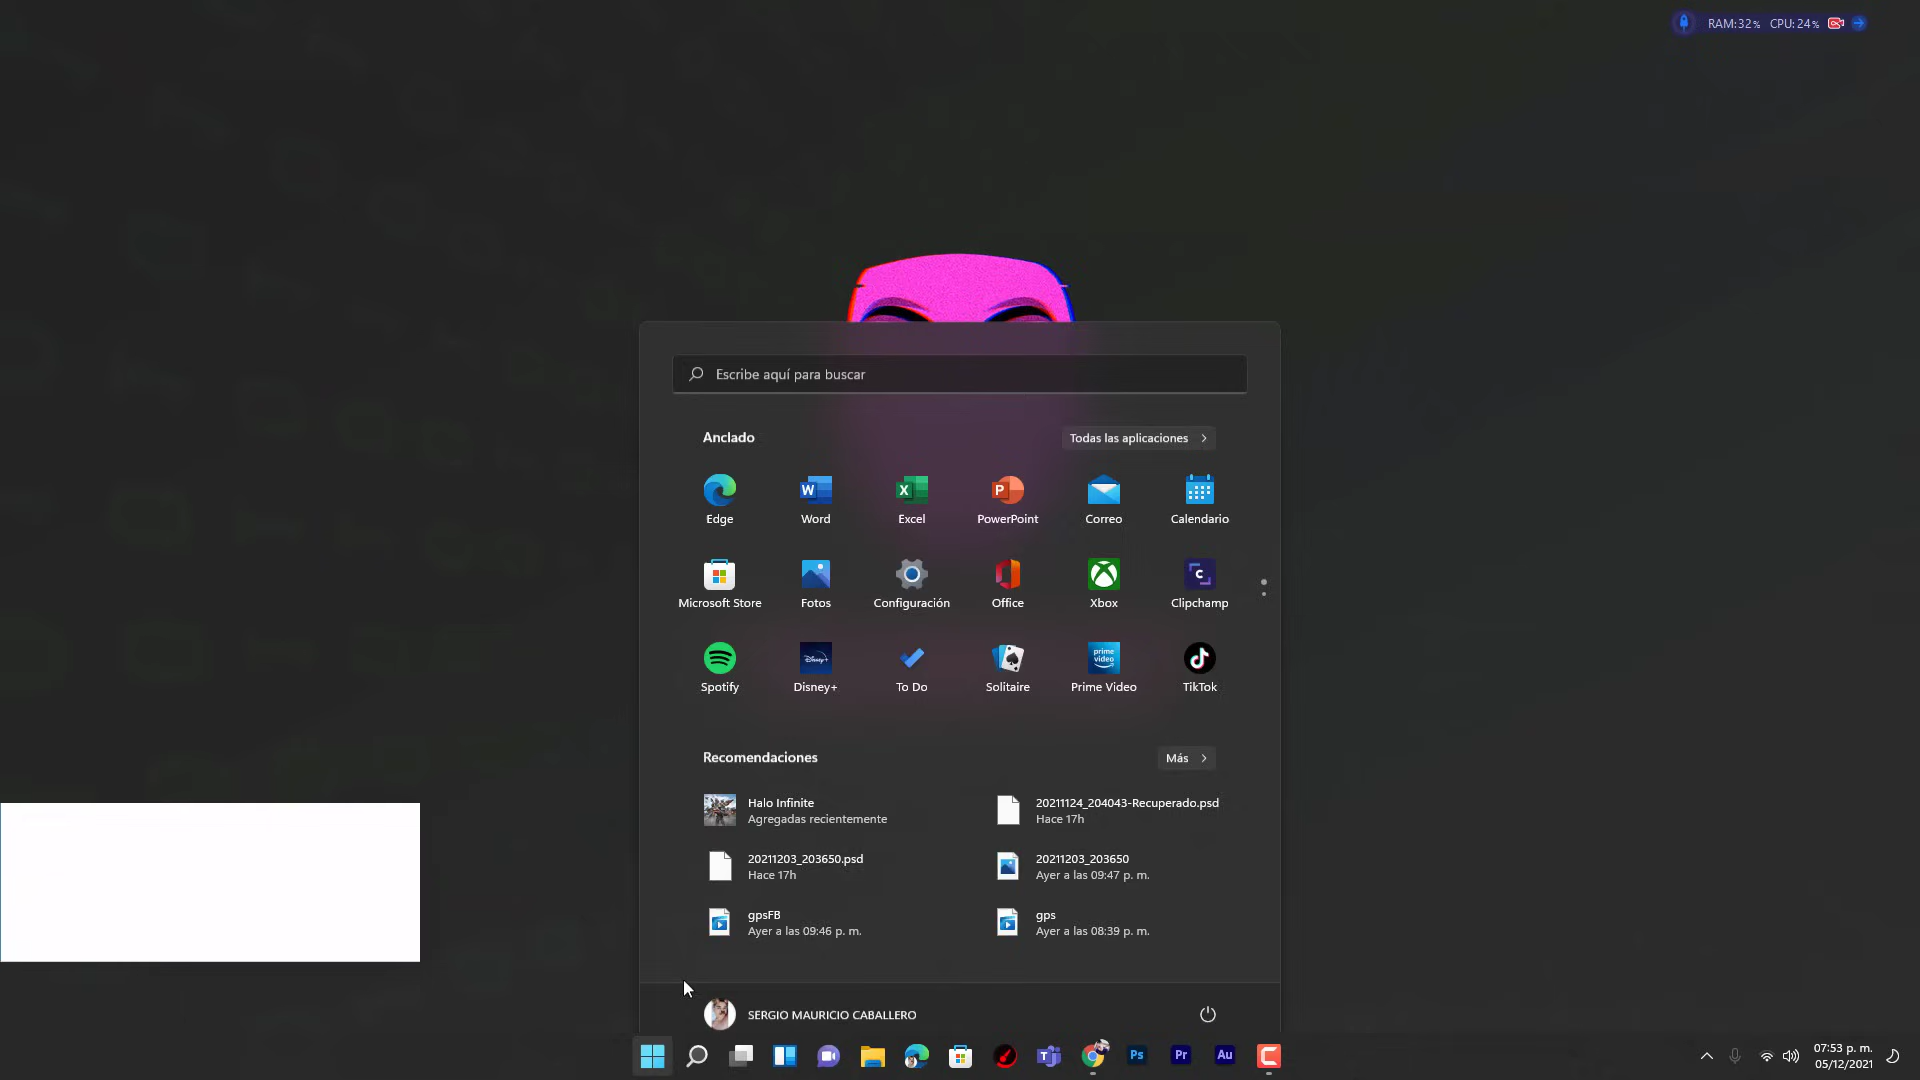 RAM:32% CPU:24%
Escribe aquí para buscar
Anclado
Todas las aplicaciones
Edge
Word
Excel
PowerPoint
Correo
Calendario
Microsoft Store
Fotos
Configuración
Office
Xbox
Clipchamp
Spotify
Disney+
To Do
Solitaire
Prime Video
TikTok
Recomendaciones
Más
Halo Infinite
Agregadas recientemente
20211124_204043-Recuperado.psd
Hace 17h
20211203_203650.psd
Hace 17h
20211203_203650
Ayer a las 09:47 p. m.
gpsFB
Ayer a las 09:46 p. m.
gps
Ayer a las 08:39 p. m.
SERGIO MAURICIO CABALLERO
07:53 p. m.
05/12/2021